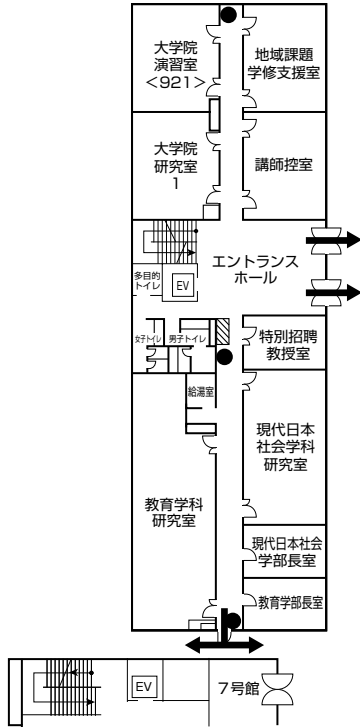 大学院
演習室
<921>
地域課題
学修支援室
大学院
研究室
1
講師控室
エントランス
ホール
多目的
トイレ
EV
女子トイレ
男子トイレ
特別招聘
教授室
給湯室
現代日本
社会学科
研究室
教育学科
研究室
現代日本社会
学部長室
教育学部長室
EV
7号館